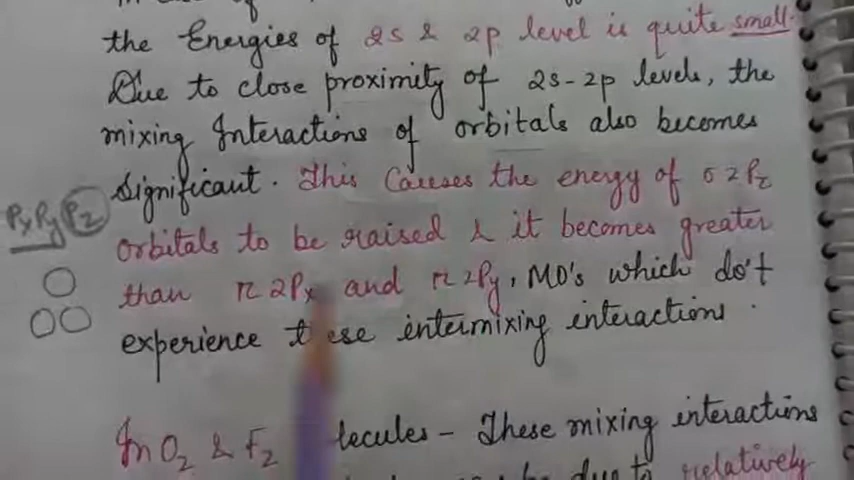 the Energies of 2s & 2p level is quite small.
Due to close proximity of 2s-2p levels, the
mixing Interactions of orbitals also becomes
significant. This causes the energy of σ2Pz
Px Py Pz
orbitals to be raised & it becomes greater
than π2Px and π2Py, MO's which do't
experience these intermixing interactions.
In O2 & F2 lecules - These mixing interactions
due to relatively